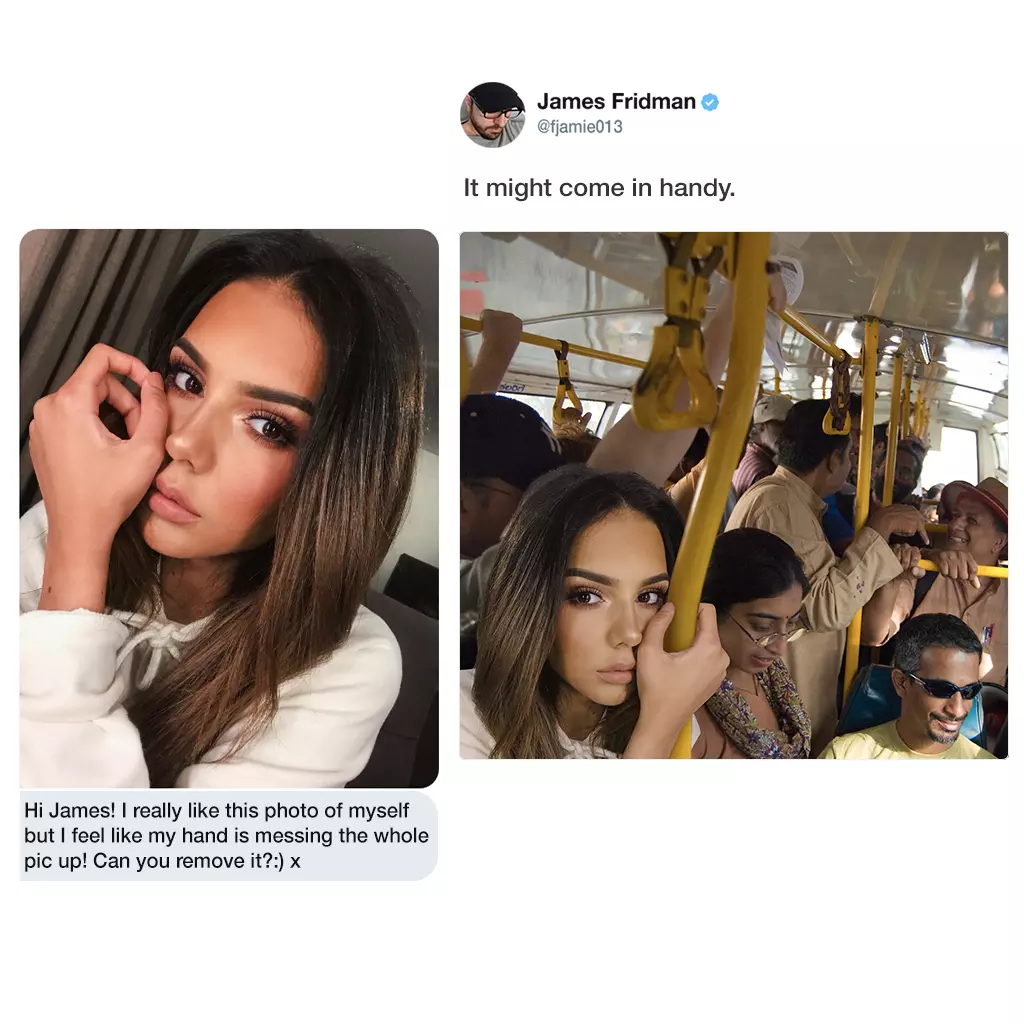 James Fridman
@fjamie013
It might come in handy.
Hi James! I really like this photo of myself
but I feel like my hand is messing the whole
pic up! Can you remove it?:) x